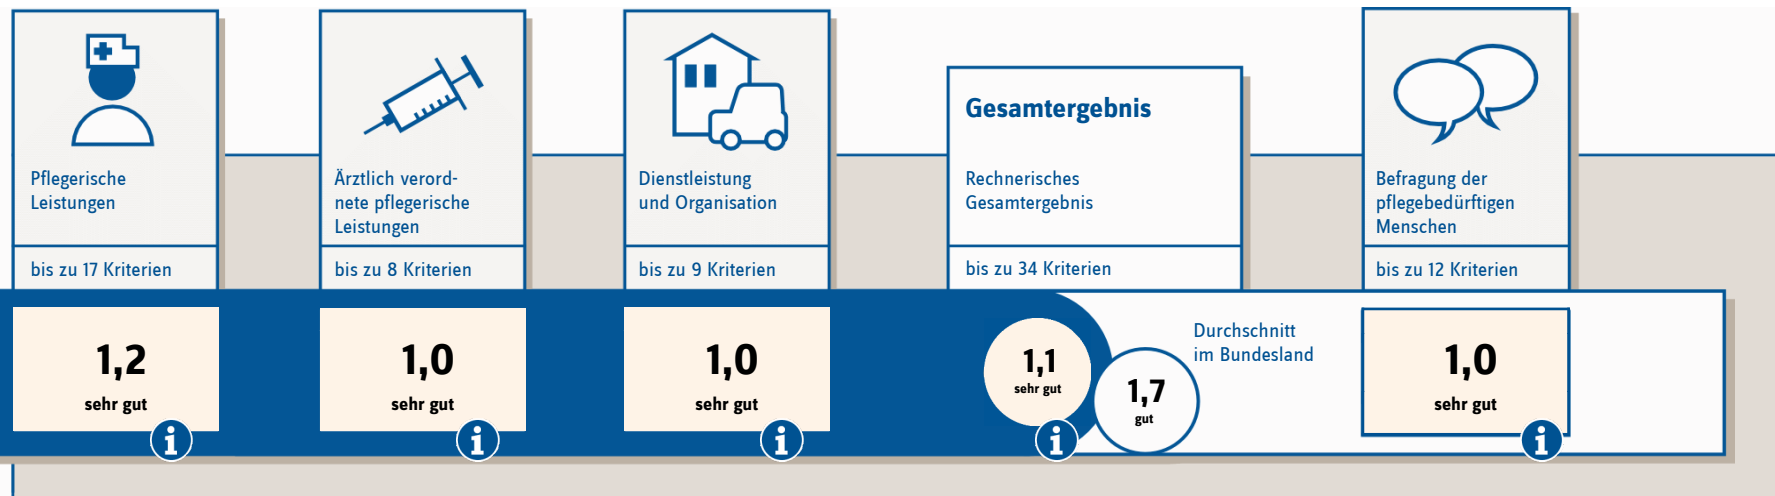 Pflegerische
Leistungen
bis zu 17 Kriterien
1,2
sehr gut
i
Ärztlich verord-
nete pflegerische
Leistungen
bis zu 8 Kriterien
1,0
sehr gut
i
Dienstleistung
und Organisation
bis zu 9 Kriterien
1,0
sehr gut
i
Gesamtergebnis
Rechnerisches
Gesamtergebnis
bis zu 34 Kriterien
1,1
sehr gut
i
Durchschnitt
im Bundesland
1,7
gut
Befragung der
pflegebedürftigen
Menschen
bis zu 12 Kriterien
1,0
sehr gut
i